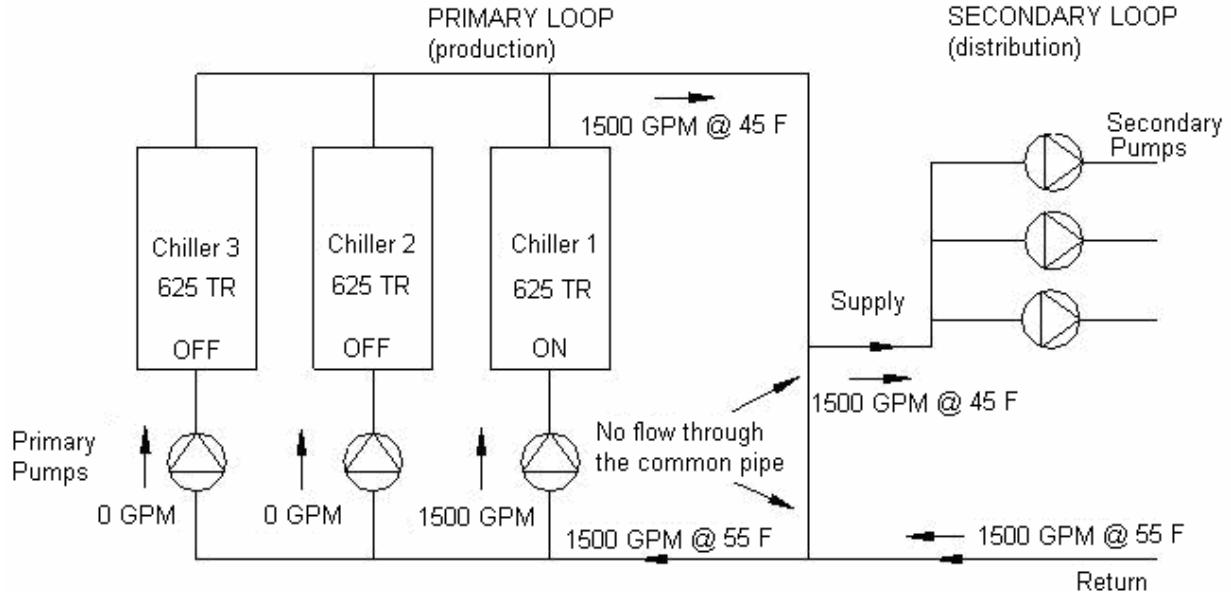 PRIMARY LOOP
(production)
SECONDARY LOOP
(distribution)
1500 GPM @ 45 F
Secondary
Pumps
Chiller 3
625 TR
OFF
Chiller 2
625 TR
OFF
Chiller 1
625 TR
ON
Supply
1500 GPM @ 45 F
No flow through
the common pipe
Primary
Pumps
0 GPM
0 GPM
1500 GPM
1500 GPM @ 55 F
1500 GPM @ 55 F
Return